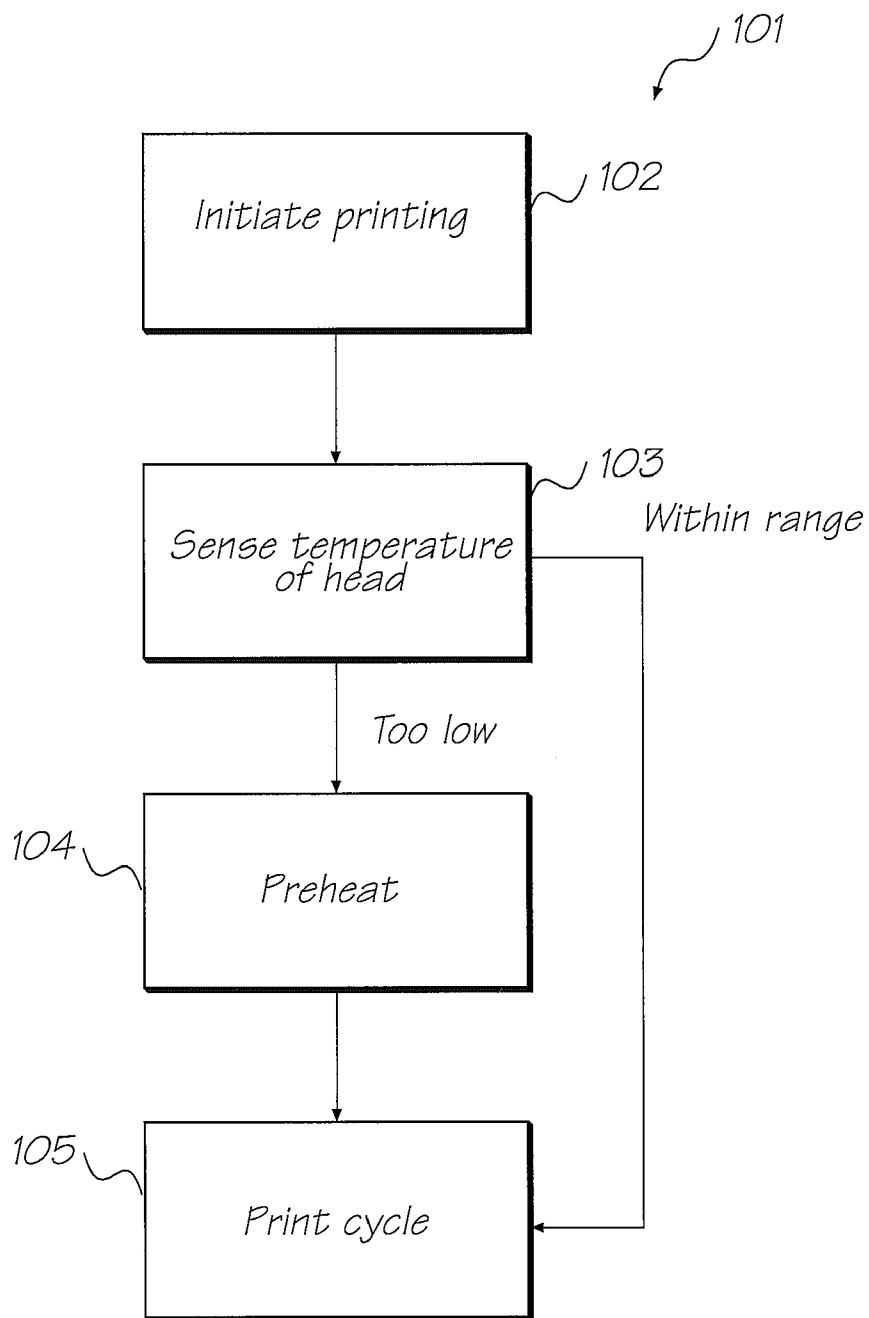 101
Initiate printing
102
103
Within range
Sense temperature
of head
Too low
104
Preheat
105
Print cycle